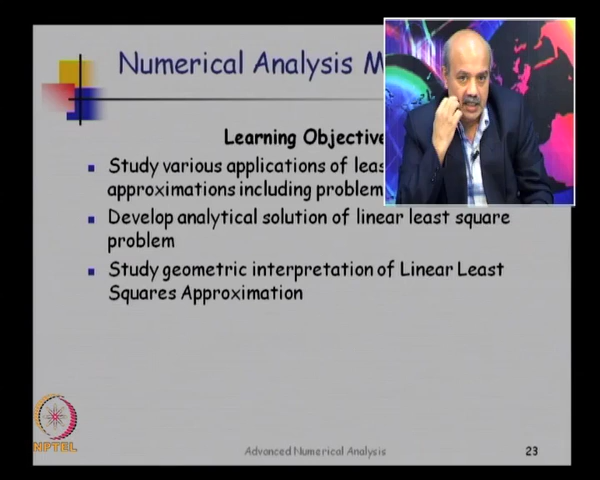 Numerical Analysis M
Learning Objective
Study various applications of leas
approximations including problem
Develop analytical solution of linear least square
problem
Study geometric interpretation of Linear Least
Squares Approximation
NPTEL
Advanced Numerical Analysis
23